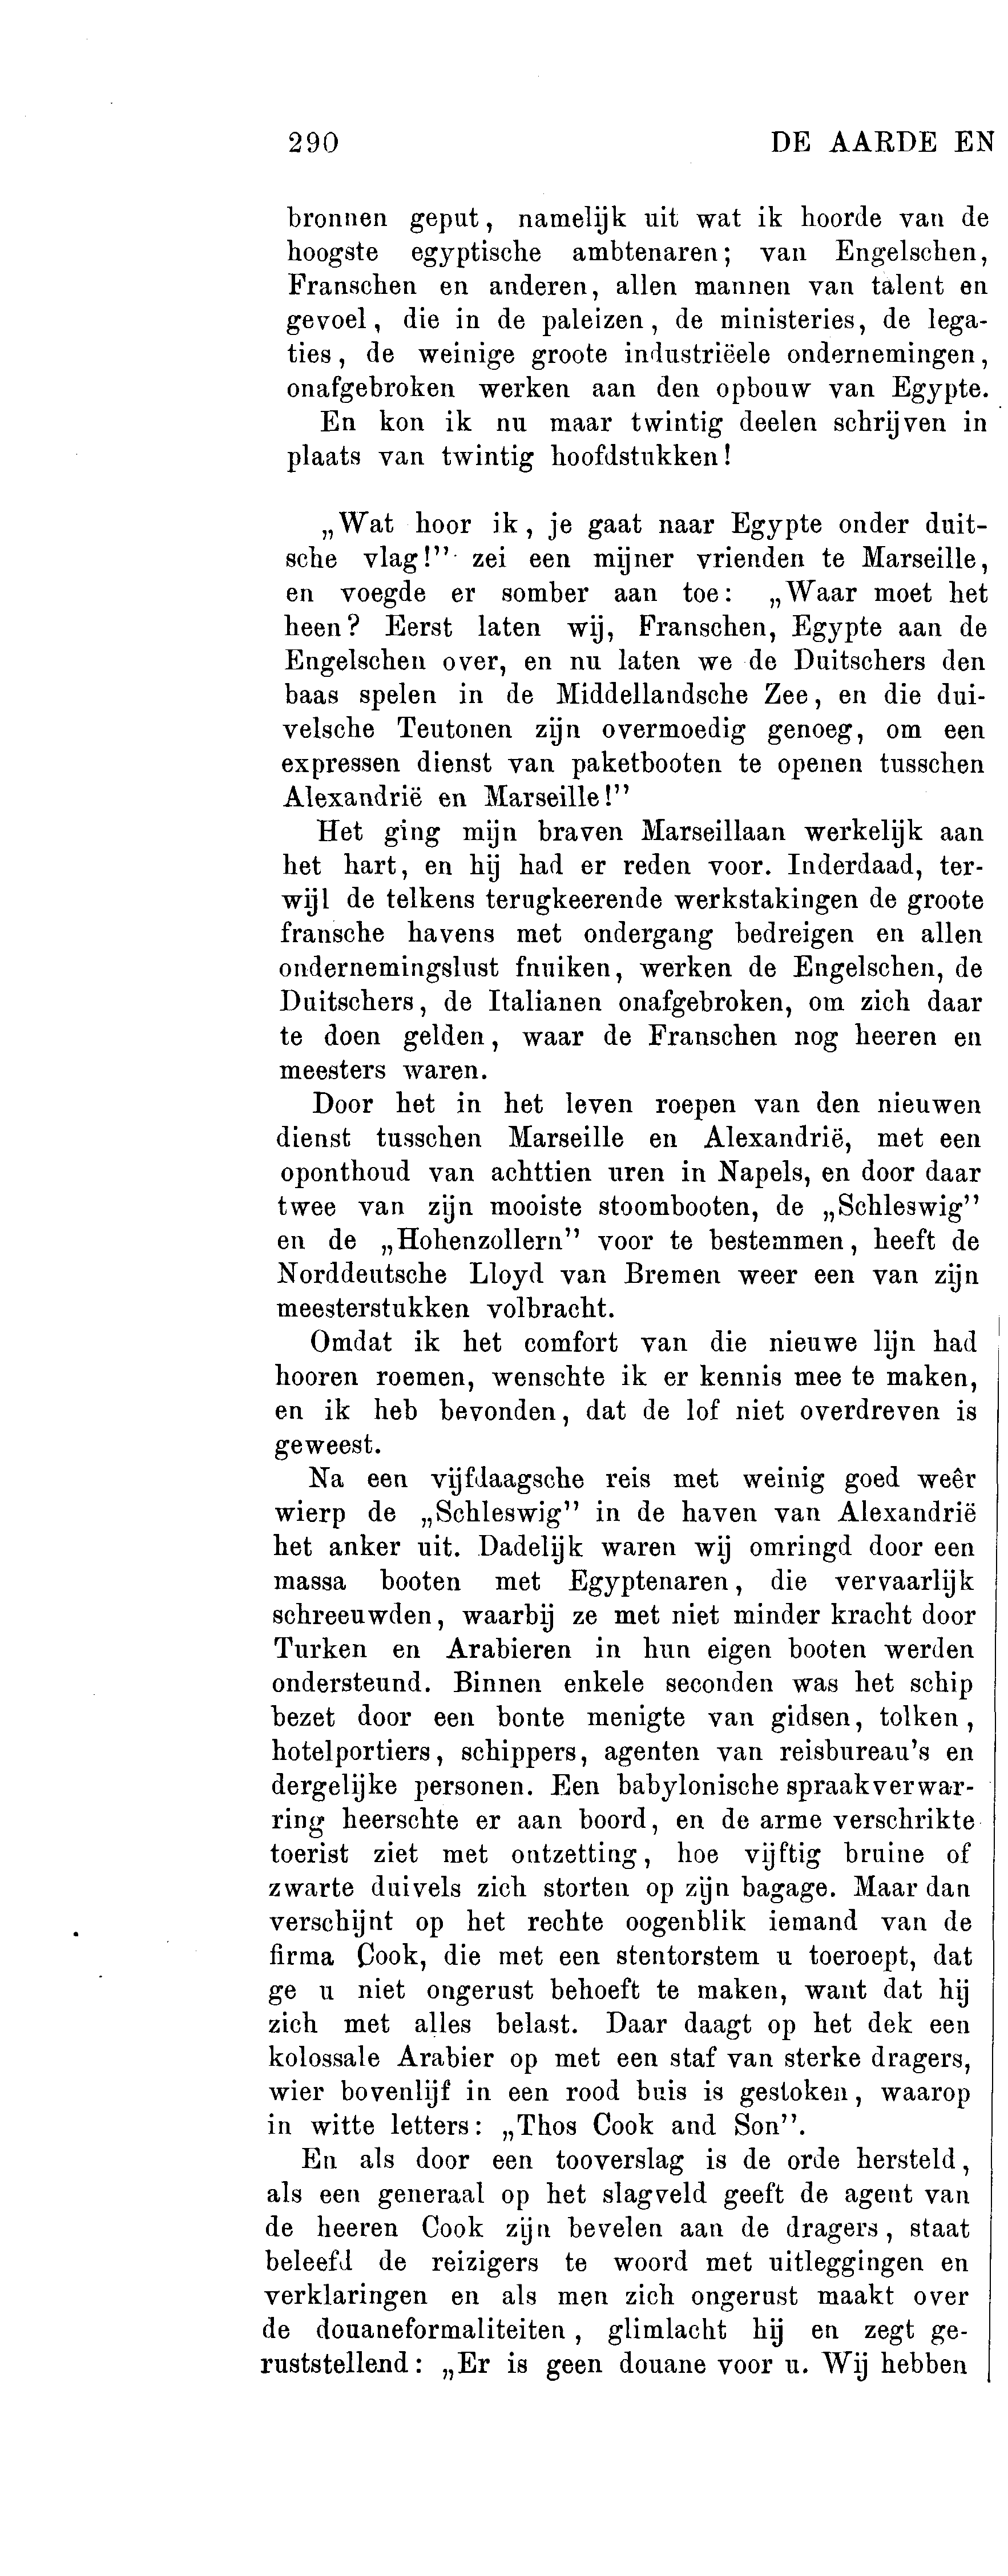 290 DE AARDE EN
bronnen geput, namelijk uit wat ik hoorde van de
hoogste egyptische ambtenaren; van Engelschen,
Franschen en anderen, allen mannen van talent en
gevoel, die in de paleizen, de ministeries, de lega-
ties, de weinige groote industriëele ondernemingen,
onafgebroken werken aan den opbouw van Egypte.
En kon ik nu maar twintig deelen schrijven in
plaats van twintig hoofdstukken!
„Wat hoor ik, je gaat naar Egypte onder duit-
sche vlag!” zei een mijner vrienden te Marseille,
en voegde er somber aan toe: „Waar moet het
heen? Eerst laten wij, Franschen, Egypte aan de
Engelschen over, en nu laten we de Duitschers den
baas spelen in de Middellandsche Zee, en die dui-
velsche Teutonen zijn overmoedig genoeg, om een
expressen dienst van paketbooten te openen tusschen
Alexandrië en Marseille!”
Het ging mijn braven Marseillaan werkelijk aan
het hart, en hij had er reden voor. Inderdaad, ter-
wijl de telkens terugkeerende werkstakingen de groote
fransche havens met ondergang bedreigen en allen
ondernemingslust fnuiken, werken de Engelschen, de
Duitschers, de Italianen onafgebroken, om zich daar
te doen gelden, waar de Franschen nog heeren en
meesters waren.
Door het in het leven roepen van den nieuwen
dienst tusschen Marseille en Alexandrië, met een
oponthoud van achttien uren in Napels, en door daar
twee van zijn mooiste stoombooten, de „Schleswig”
en de „Hohenzollern” voor te bestemmen, heeft de
Norddeutsche Lloyd van Bremen weer een van zijn
meesterstukken volbracht.
Omdat ik het comfort van die nieuwe lijn had
hooren roemen, wenschte ik er kennis mee te maken,
en ik heb bevonden, dat de lof niet overdreven is
geweest.
Na een vijfdaagsche reis met weinig goed weêr
wierp de „Schleswig” in de haven van Alexandrië
het anker uit. Dadelijk waren wij omringd door een
massa booten met Egyptenaren, die vervaarlijk
schreeuwden, waarbij ze met niet minder kracht door
Turken en Arabieren in hun eigen booten werden
ondersteund. Binnen enkele seconden was het schip
bezet door een bonte menigte van gidsen, tolken,
hotelportiers, schippers, agenten van reisbureau's en
dergelijke personen. Een babylonische spraakverwar-
ring heerschte er aan boord, en de arme verschrikte
toerist ziet met ontzetting, hoe vijftig bruine of
zwarte duivels zich storten op zijn bagage. Maar dan
verschijnt op het rechte oogenblik iemand van de
firma Cook, die met een stentorstem u toeroept, dat
ge u niet ongerust behoeft te maken, want dat hij
zich met alles belast. Daar daagt op het dek een
kolossale Arabier op met een staf van sterke dragers,
wier bovenlijf in een rood buis is gestoken, waarop
in witte letters: „Thos Cook and Son”.
En als door een tooverslag is de orde hersteld,
als een generaal op het slagveld geeft de agent van
de heeren Cook zijn bevelen aan de dragers, staat
beleefd de reizigers te woord met uitleggingen en
verklaringen en als men zich ongerust maakt over
de douaneformaliteiten, glimlacht hij en zegt ge-
ruststellend: „Er is geen douane voor u. Wij hebben